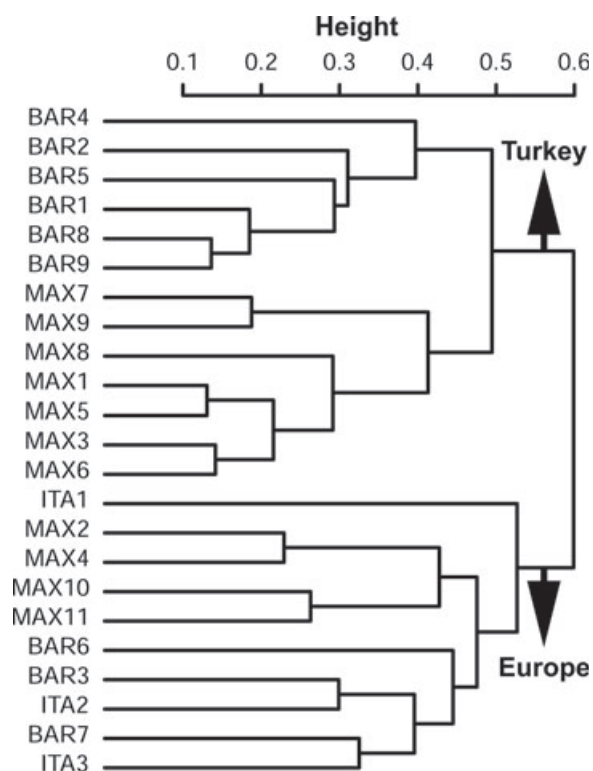 Height
0.1 0.2 0.3 0.4 0.5 0.6
BAR4
BAR2
Turkey
BAR5
BAR1
BAR8
BAR9
MAX7
MAX9
MAX8
MAX1
MAX5
MAX3
MAX6
ITA1
MAX2
MAX4
MAX10
MAX11
BAR6
Europe
BAR3
ITA2
BAR7
ITA3